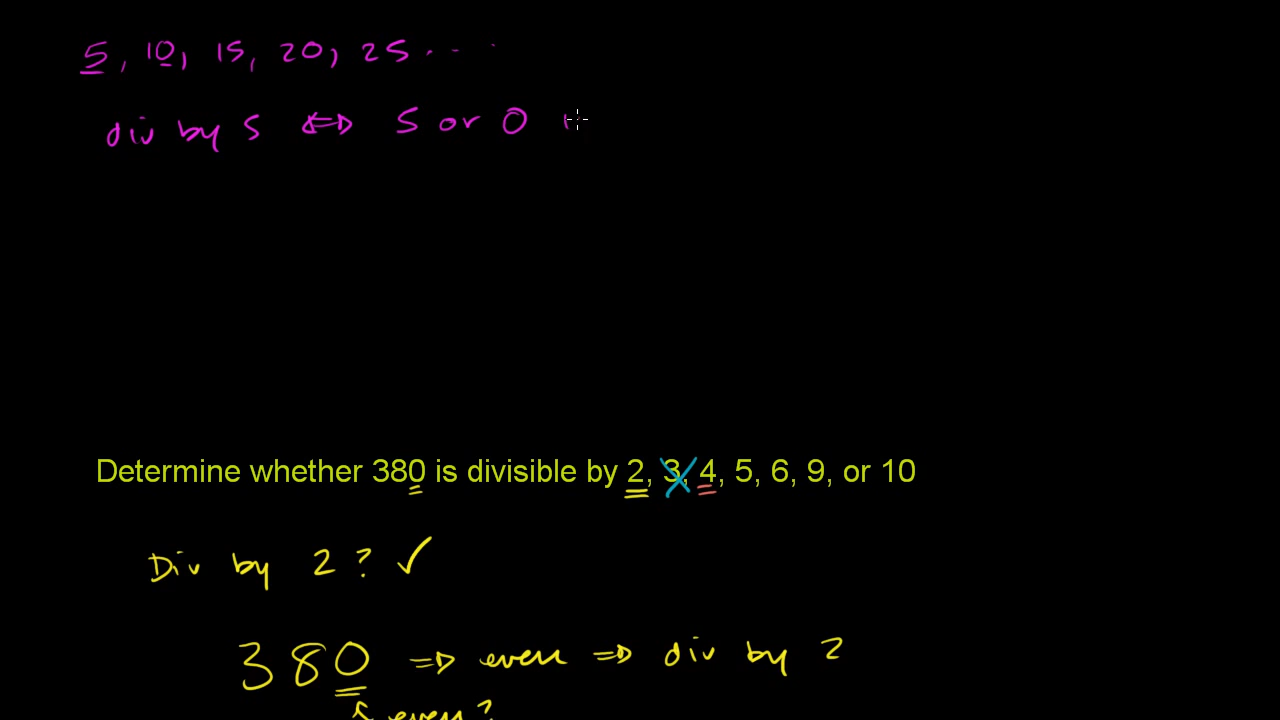 5, 10, 15, 20, 25 . . . .
div by 5 ⇔ 5 or 0
Determine whether 380 is divisible by 2, 3, 4, 5, 6, 9, or 10
Div by 2 ? ✓
380 ⇒ even ⇒ div by 2
even?